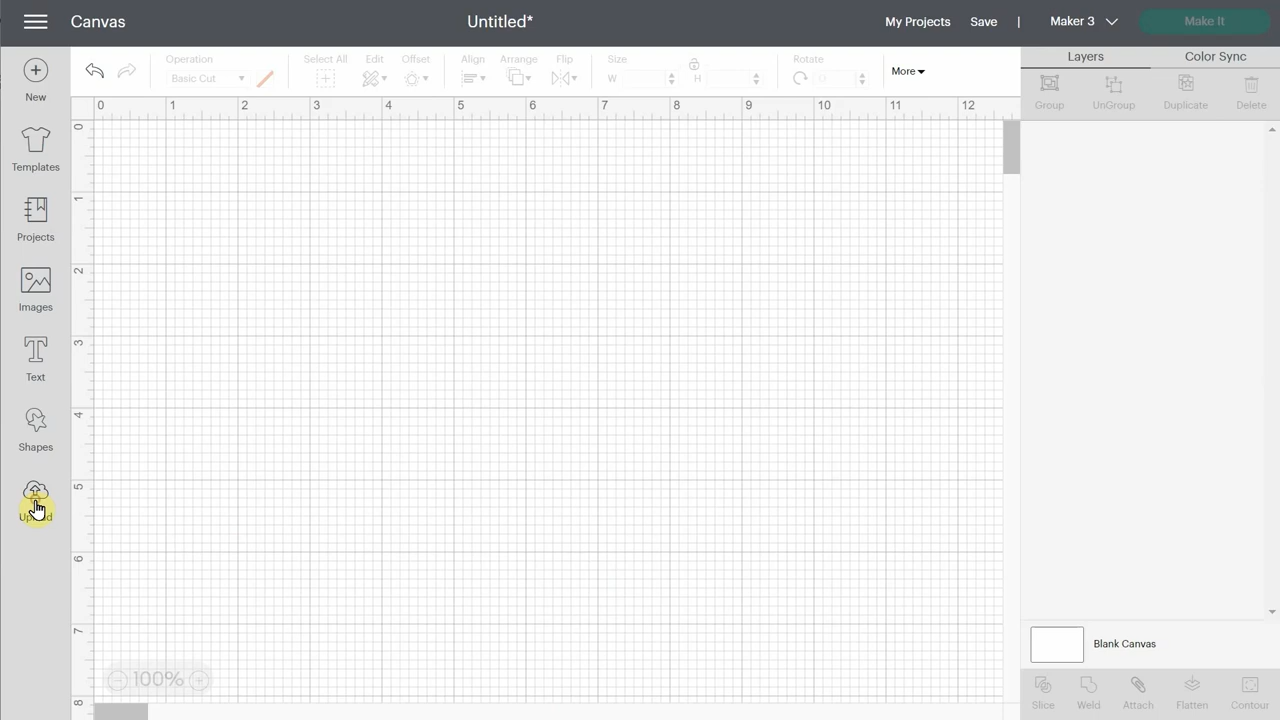 Canvas
Untitled*
My Projects
Save
|
Maker 3
Make It
New
Templates
Projects
Images
Text
Shapes
Upload
Operation
Basic Cut
Select All
Edit
Offset
Align
Arrange
Flip
Size
W
H
Rotate
0
More
0 1 2 3 4 5 6 7 8 9 10 11 12
0
1
2
3
4
5
6
7
8
100%
Layers
Color Sync
Group
UnGroup
Duplicate
Delete
Blank Canvas
Slice
Weld
Attach
Flatten
Contour